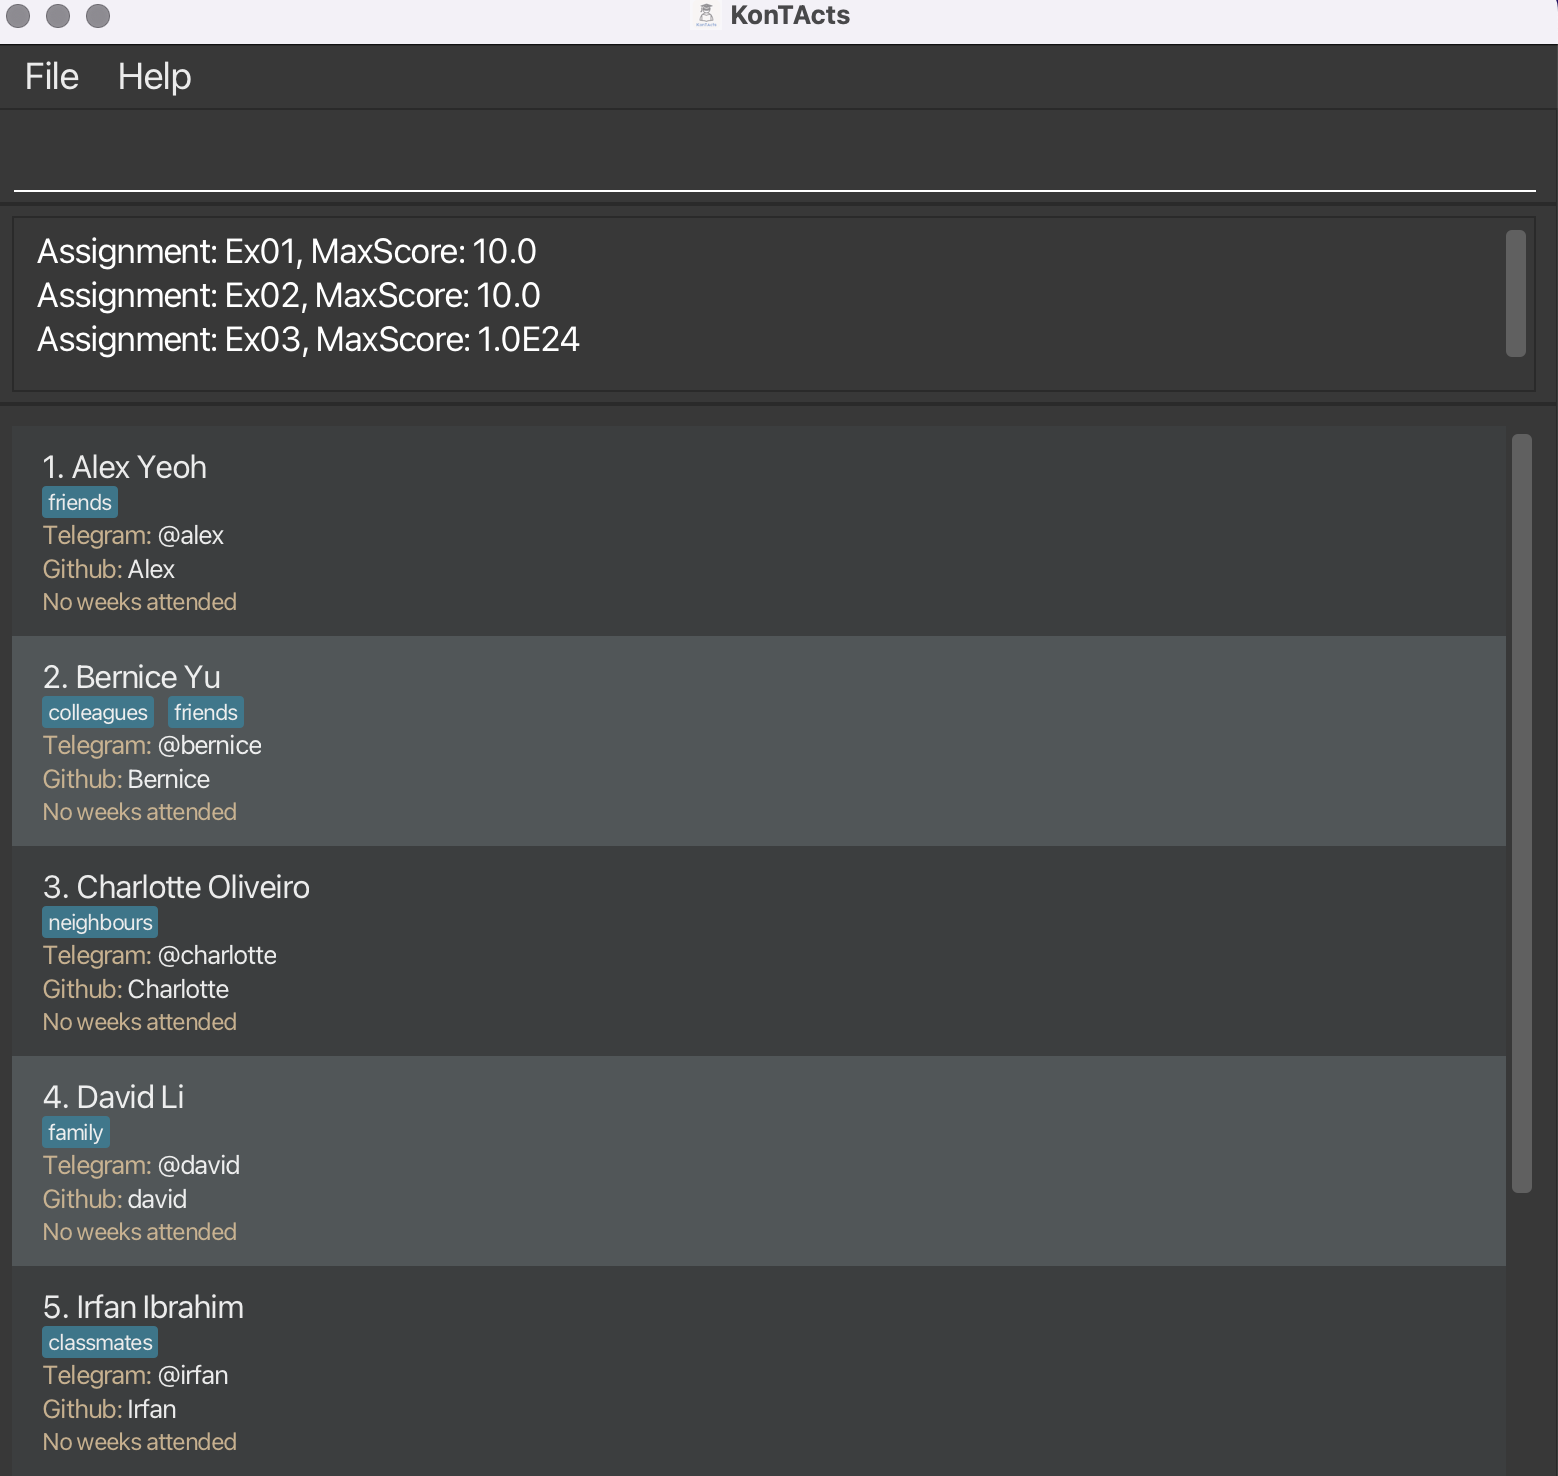 KonTActs
File Help
Assignment: Ex01, MaxScore: 10.0
Assignment: Ex02, MaxScore: 10.0
Assignment: Ex03, MaxScore: 1.0E24
1. Alex Yeoh
friends
Telegram: @alex
Github: Alex
No weeks attended
2. Bernice Yu
colleagues friends
Telegram: @bernice
Github: Bernice
No weeks attended
3. Charlotte Oliveiro
neighbours
Telegram: @charlotte
Github: Charlotte
No weeks attended
4. David Li
family
Telegram: @david
Github: david
No weeks attended
5. Irfan Ibrahim
classmates
Telegram: @irfan
Github: Irfan
No weeks attended